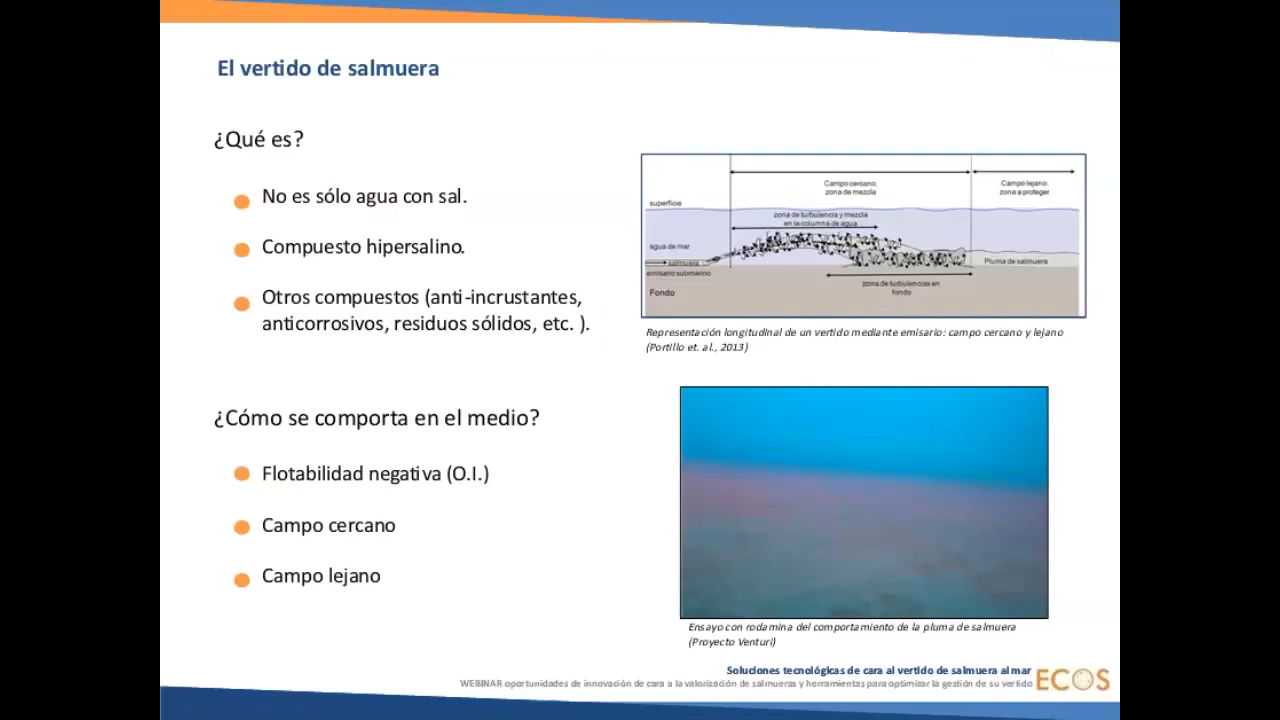 El vertido de salmuera
¿Qué es?
No es sólo agua con sal.
Compuesto hipersalino.
Otros compuestos (anti-incrustantes,
anticorrosivos, residuos sólidos, etc. ).
Campo cercano:
zona de mezcla
Campo lejano:
zona a proteger
superficie
zona de turbulencia y mezcla
en la columna de agua
agua de mar
salmuera
Pluma de salmuera
emisario submarino
zona de turbulencias en
fondo
Fondo
Representación longitudinal de un vertido mediante emisario: campo cercano y lejano
(Portillo et. al., 2013)
¿Cómo se comporta en el medio?
Flotabilidad negativa (O.I.)
Campo cercano
Campo lejano
Ensayo con rodamina del comportamiento de la pluma de salmuera
(Proyecto Venturi)
Soluciones tecnológicas de cara al vertido de salmuera al mar
WEBINAR oportunidades de innovación de cara a la valorización de salmueras y herramientas para optimizar la gestión de su vertido
ECOS